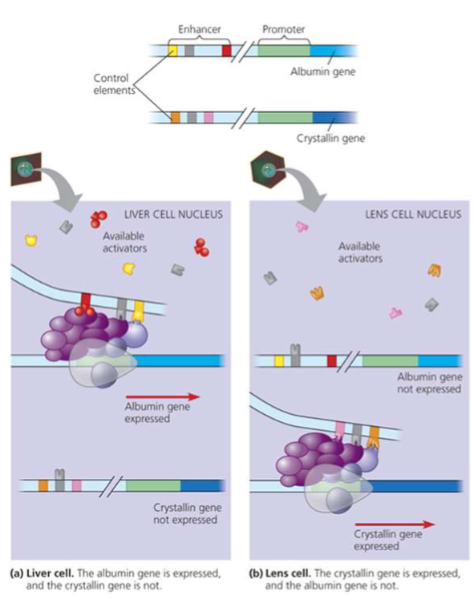 Enhancer Promoter
Control
elements
Albumin gene
Crystallin gene
LIVER CELL NUCLEUS
Available
activators
Albumin gene
expressed
Crystallin gene
not expressed
(a) Liver cell. The albumin gene is expressed,
and the crystallin gene is not.
LENS CELL NUCLEUS
Available
activators
Albumin gene
not expressed
Crystallin gene
expressed
(b) Lens cell. The crystallin gene is expressed,
and the albumin gene is not.